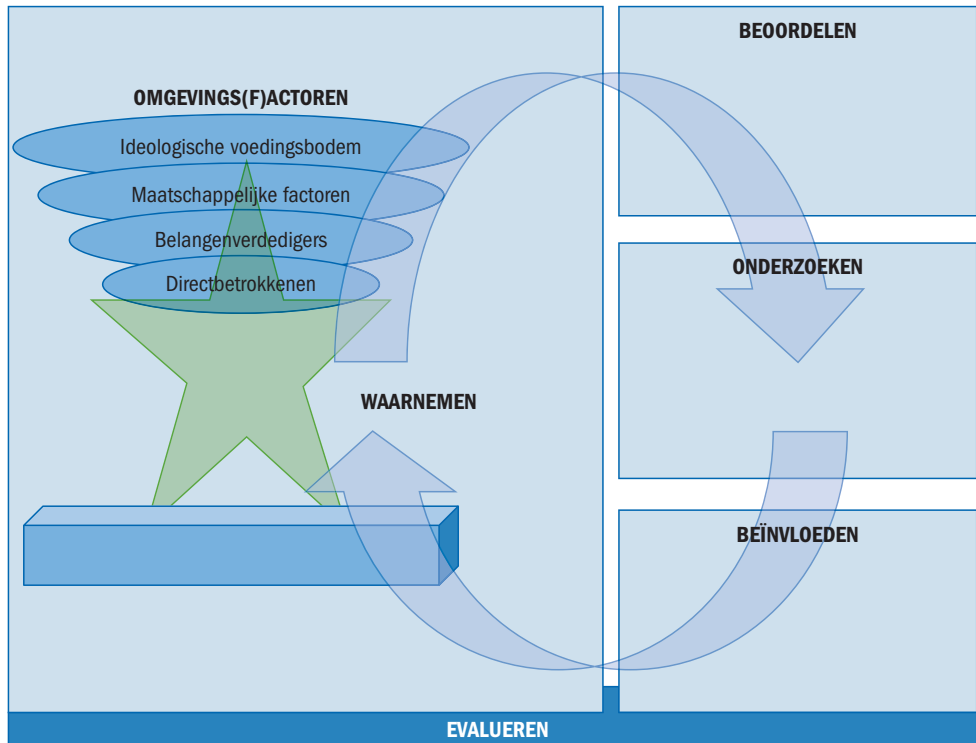 OMGEVINGS(F)ACTOREN
Ideologische voedingsbodem
Maatschappelijke factoren
Belangenverdedigers
Directbetrokkenen
WAARNEMEN
BEOORDELEN
ONDERZOEKEN
BEÏNVLOEDEN
EVALUEREN